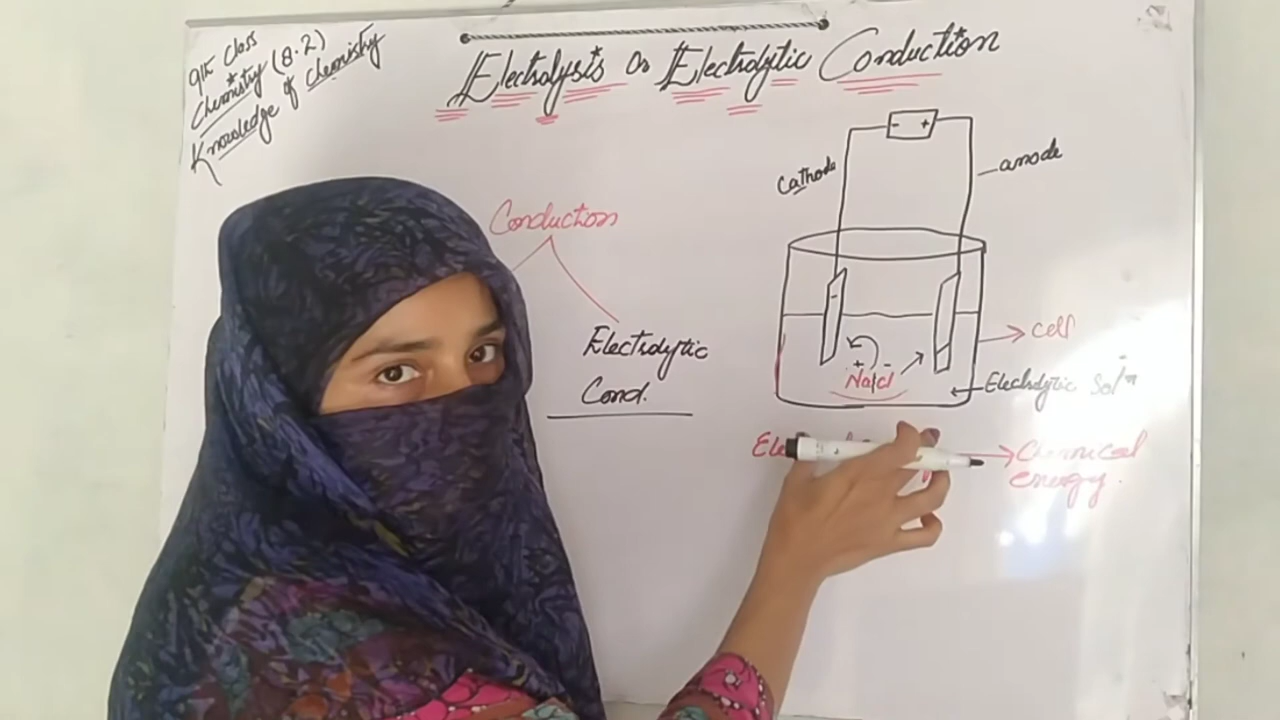 9th Class
Chemistry (8.2)
Knowledge of Chemistry
Electrolysis or Electrolytic Conduction
- +
Cathode
anode
Conduction
Electrolytic
Cond.
-
cell
+ -
Nacl
Electrolytic Solⁿ
Chemical
energy.